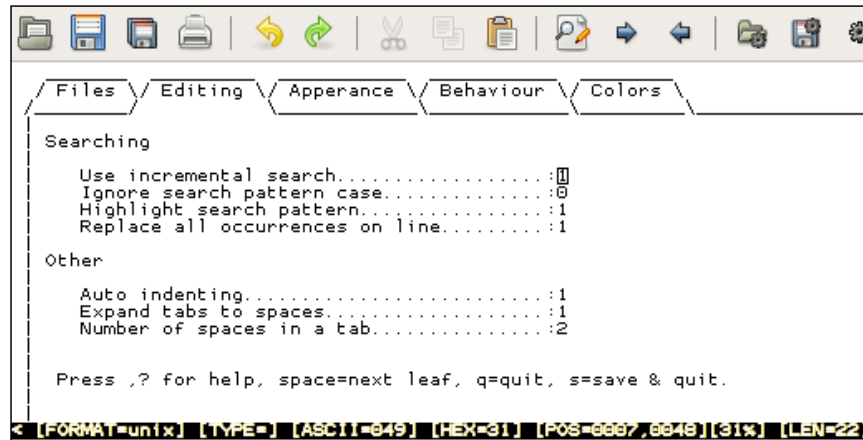 Files Editing Apperance Behaviour Colors
Searching
Use incremental search..................:1
Ignore search pattern case..............:0
Highlight search pattern................:1
Replace all occurrences on line.........:1
Other
Auto indenting..........................:1
Expand tabs to spaces...................:1
Number of spaces in a tab...............:2
Press ,? for help, space=next leaf, q=quit, s=save & quit.
< [FORMAT=unix] [TYPE=] [ASCII=049] [HEX=31] [POS=0007,0048][31%] [LEN=22